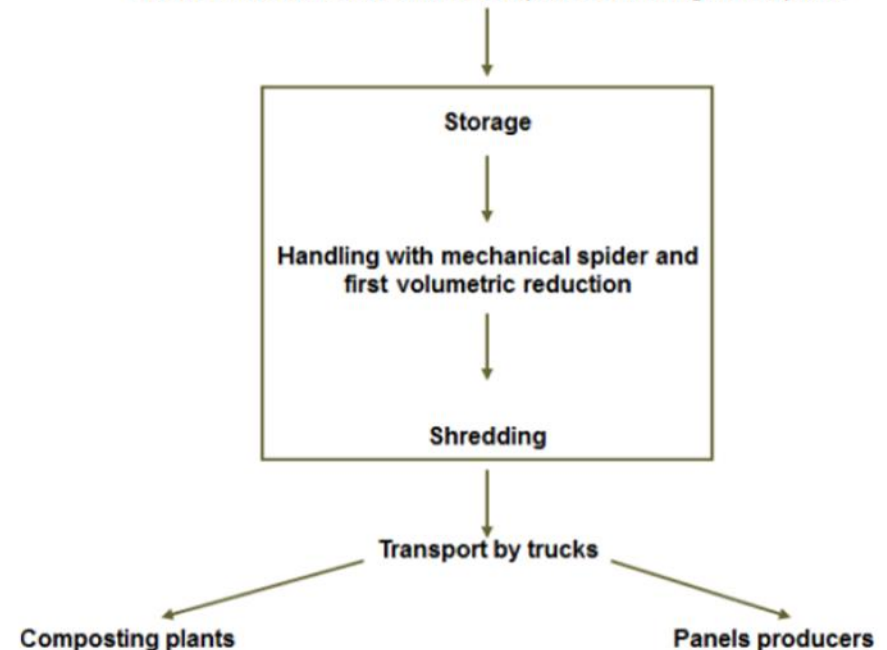 Storage
Handling with mechanical spider and
first volumetric reduction
Shredding
Transport by trucks
Composting plants
Panels producers